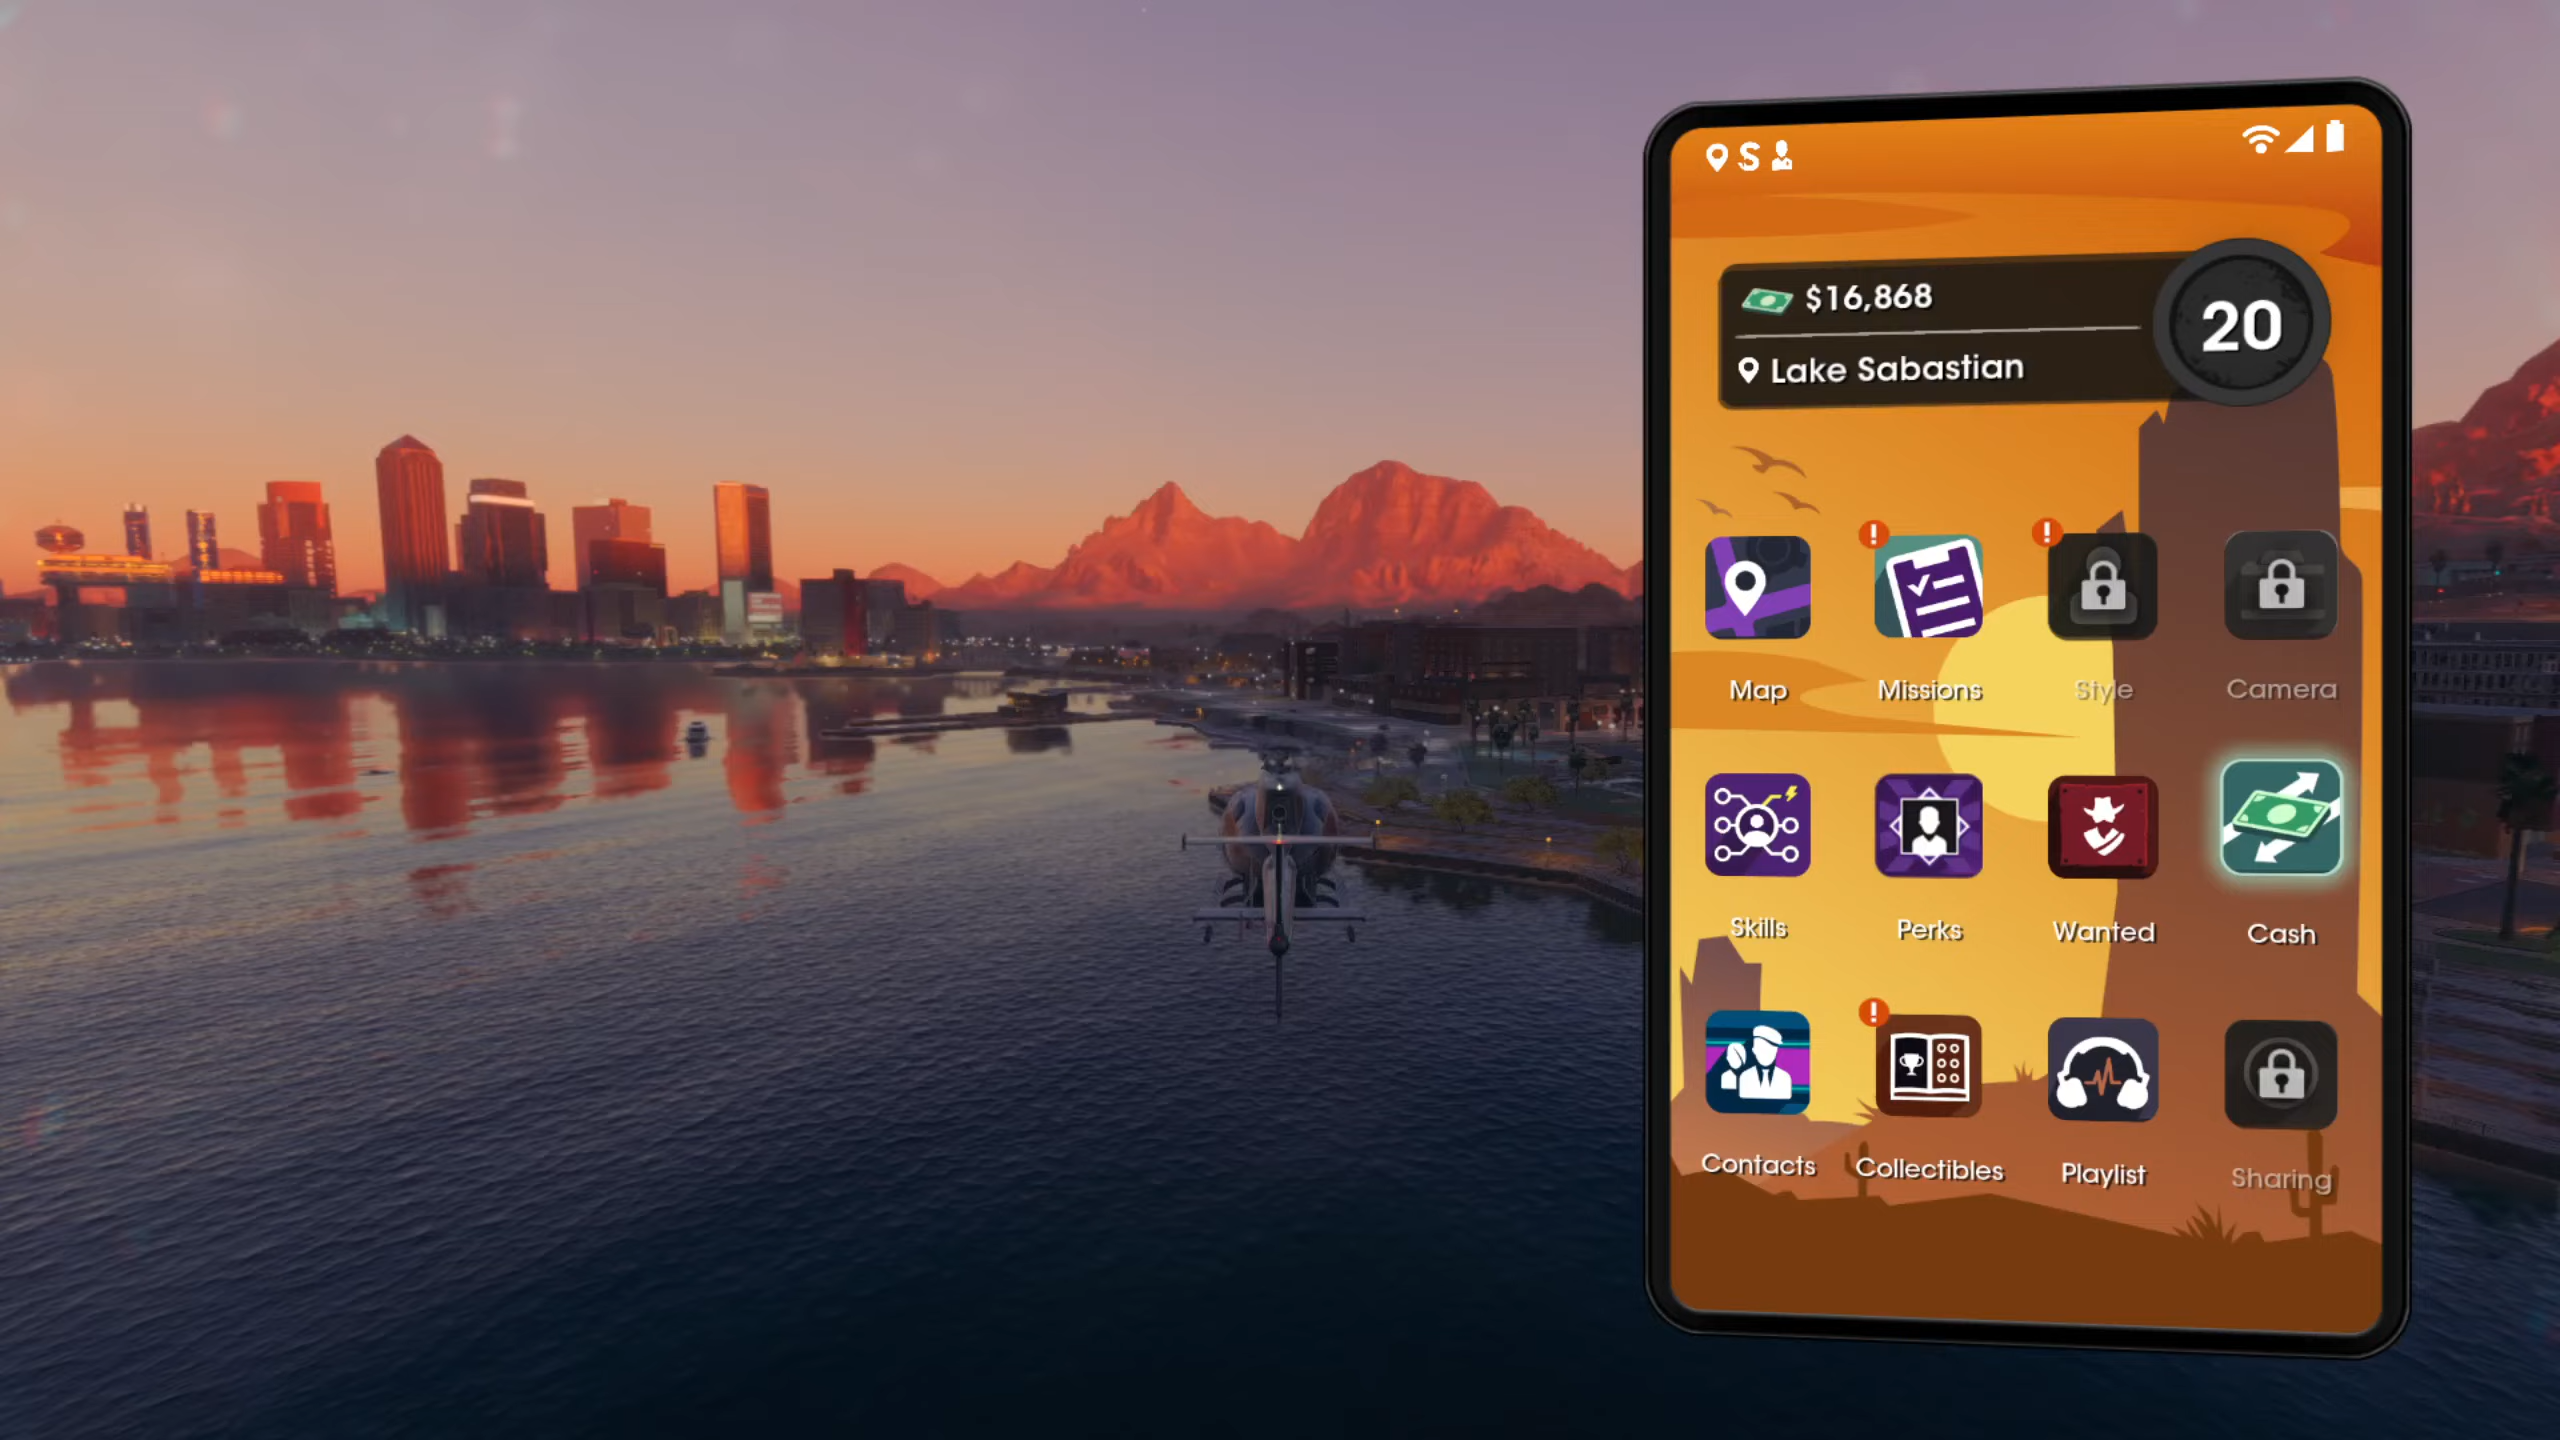 S
$16,868
20
Lake Sabastian
Map
Missions
Style
Camera
Skills
Perks
Wanted
Cash
Contacts
Collectibles
Playlist
Sharing